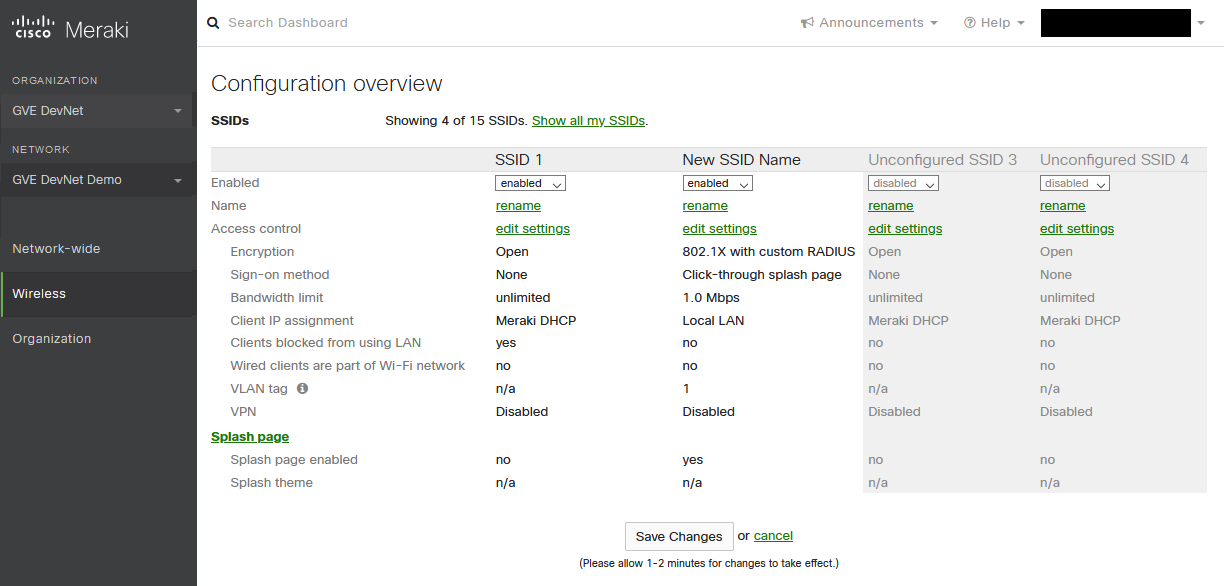 cisco Meraki
Search Dashboard
Announcements
Help
ORGANIZATION
GVE DevNet
NETWORK
GVE DevNet Demo
Network-wide
Wireless
Organization
Configuration overview
SSIDs Showing 4 of 15 SSIDs. Show all my SSIDs.
SSID 1 New SSID Name Unconfigured SSID 3 Unconfigured SSID 4
Enabled enabled enabled disabled disabled
Name rename rename rename rename
Access control edit settings edit settings edit settings edit settings
Encryption Open 802.1X with custom RADIUS Open Open
Sign-on method None Click-through splash page None None
Bandwidth limit unlimited 1.0 Mbps unlimited unlimited
Client IP assignment Meraki DHCP Local LAN Meraki DHCP Meraki DHCP
Clients blocked from using LAN yes no no no
Wired clients are part of Wi-Fi network no no no no
VLAN tag n/a 1 n/a n/a
VPN Disabled Disabled Disabled Disabled
Splash page
Splash page enabled no yes no no
Splash theme n/a n/a n/a n/a
Save Changes or cancel
(Please allow 1-2 minutes for changes to take effect.)